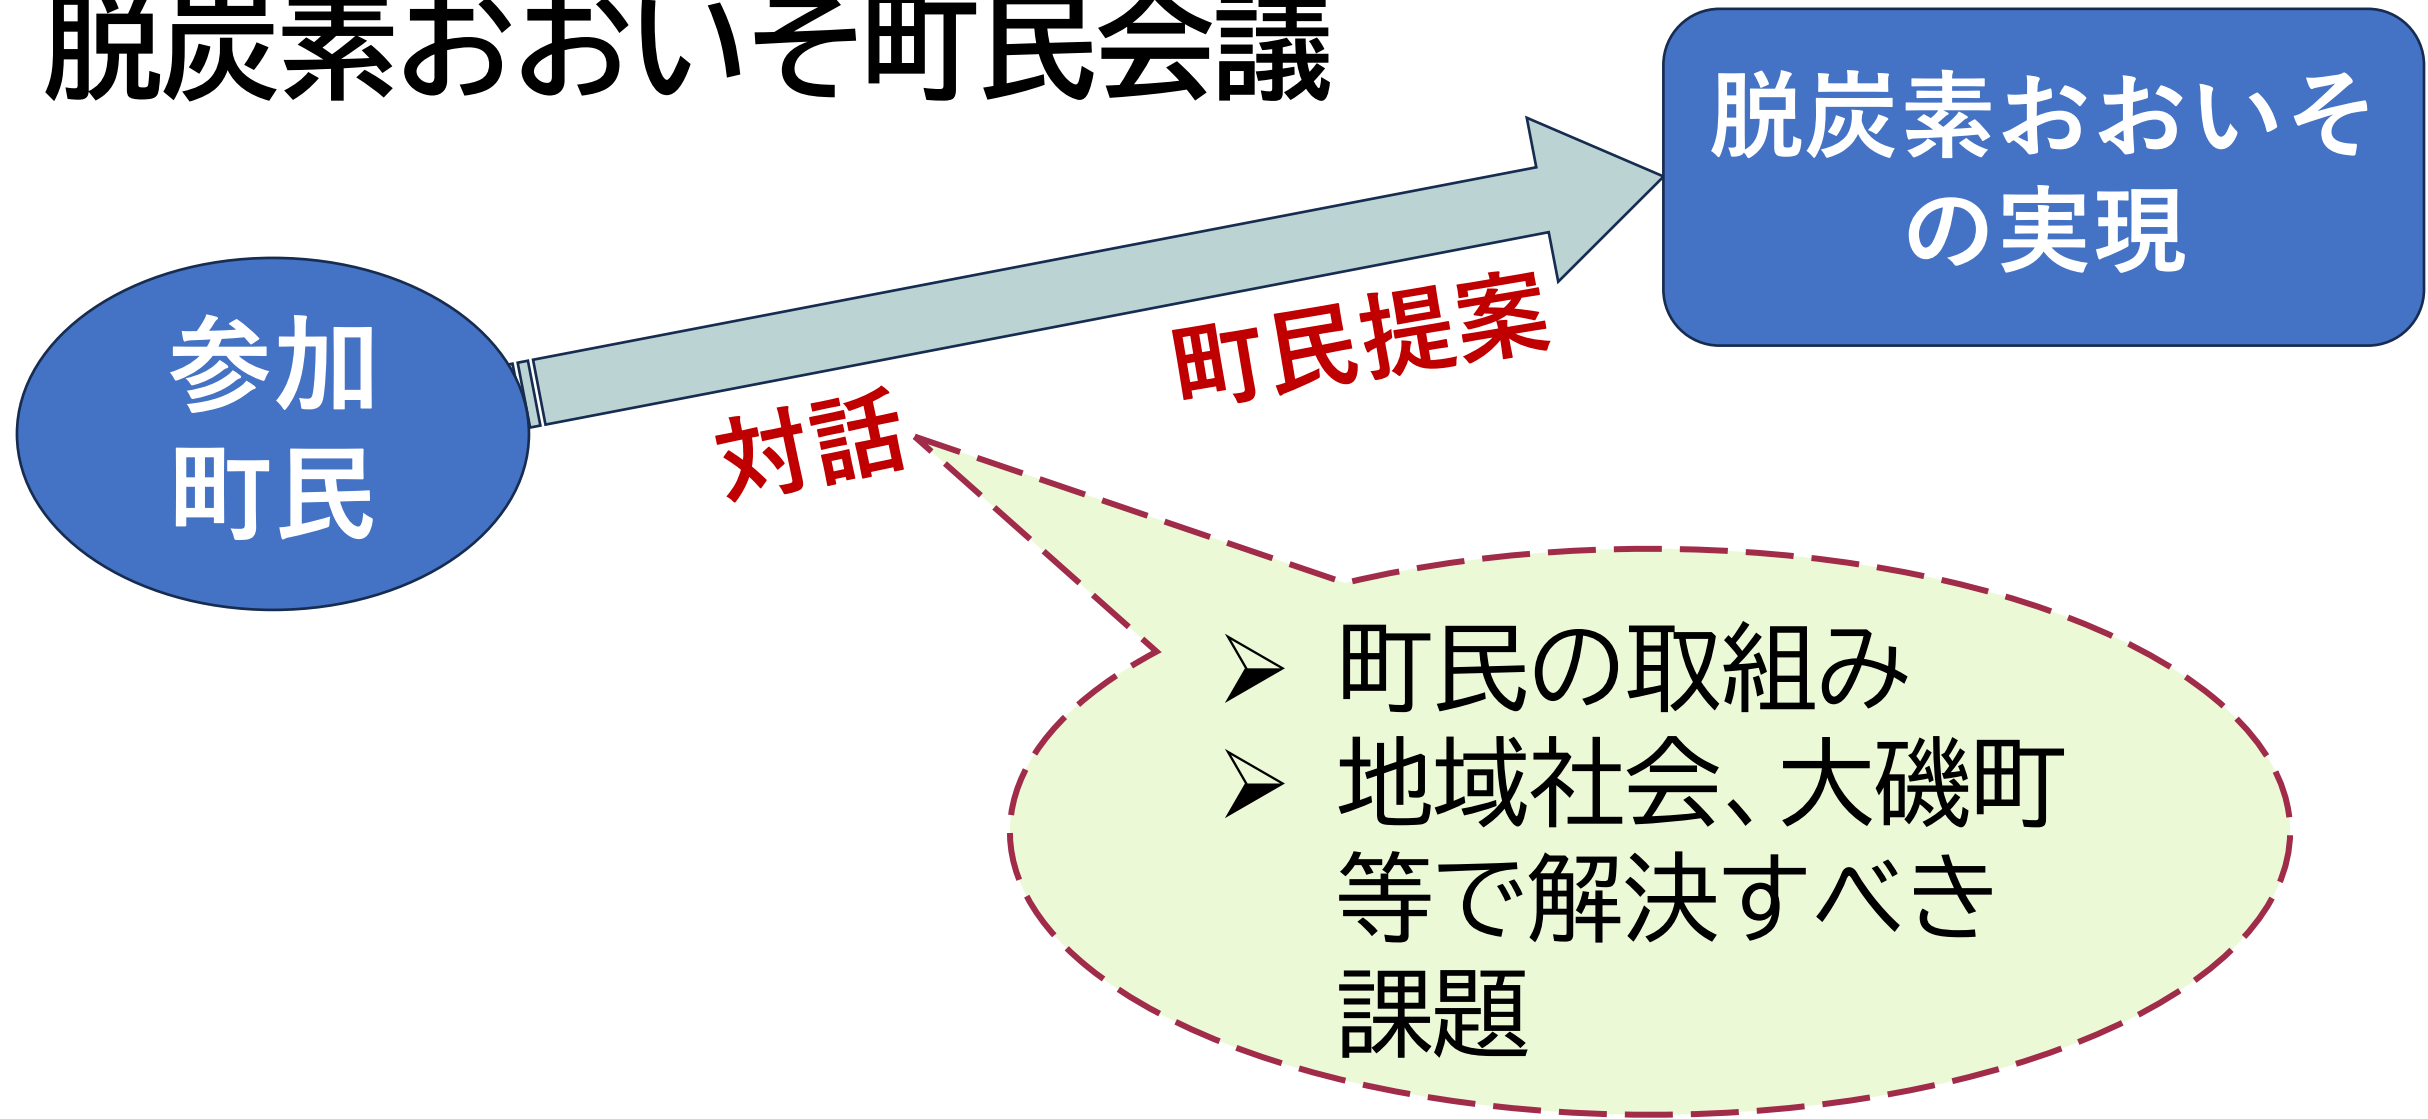 脱炭素おおいそ町民会議
脱炭素おおいそ
の実現
参加
町民
対話
町民提案
➢ 町民の取組み
➢ 地域社会、大磯町
等で解決すべき
課題